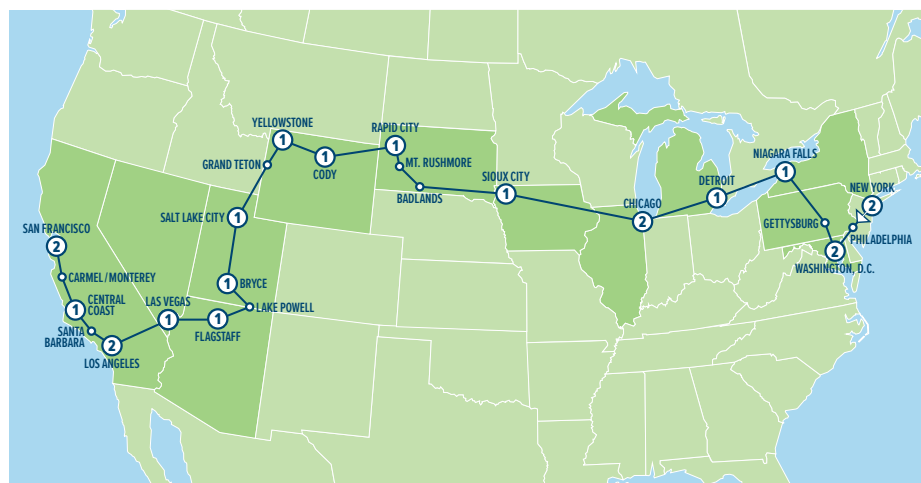 YELLOWSTONE
1
GRAND TETON
1
CODY
RAPID CITY
1
MT. RUSHMORE
BADLANDS
SIOUX CITY
1
CHICAGO
2
DETROIT
1
NIAGARA FALLS
1
NEW YORK
2
GETTYSBURG
PHILADELPHIA
2
WASHINGTON, D.C.
SALT LAKE CITY
1
SAN FRANCISCO
2
CARMEL/MONTEREY
1
CENTRAL
COAST
SANTA
BARBARA
2
LOS ANGELES
LAS VEGAS
1
1
FLAGSTAFF
1
BRYCE
LAKE POWELL